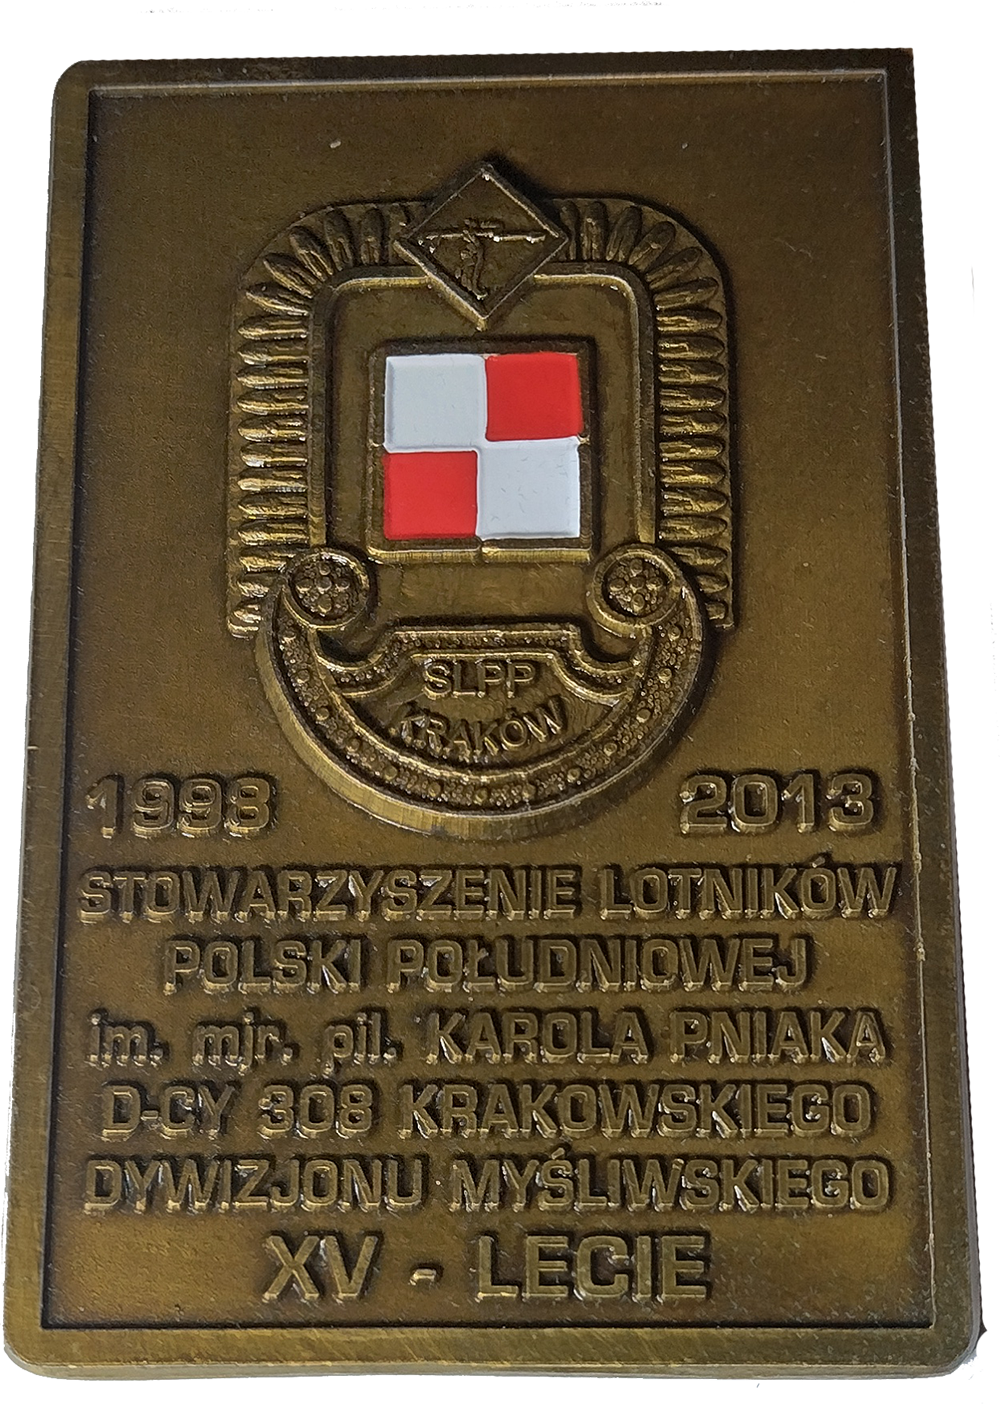 SLPP
KRAKÓW
1998 2013
STOWARZYSZENIE LOTNIKÓW
POLSKI POŁUDNIOWEJ
im. mjr. pil. KAROLA PNIAKA
D-CY 308 KRAKOWSKIEGO
DYWIZJONU MYŚLIWSKIEGO
XV - LECIE